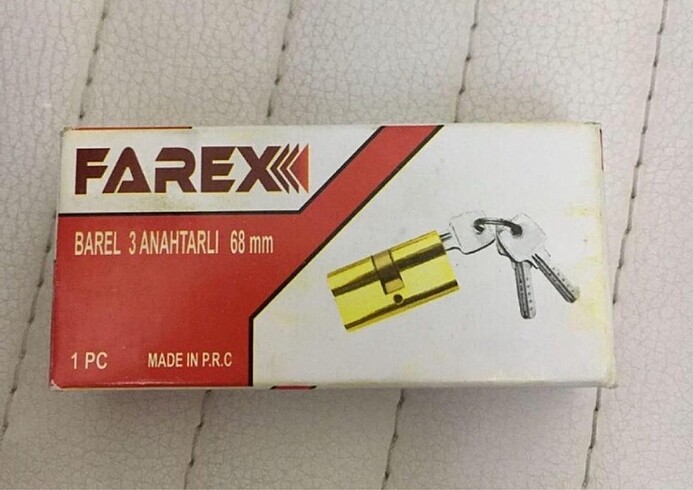 FAREX
BAREL 3 ANAHTARLI 68 mm
1 PC MADE IN P.R.C